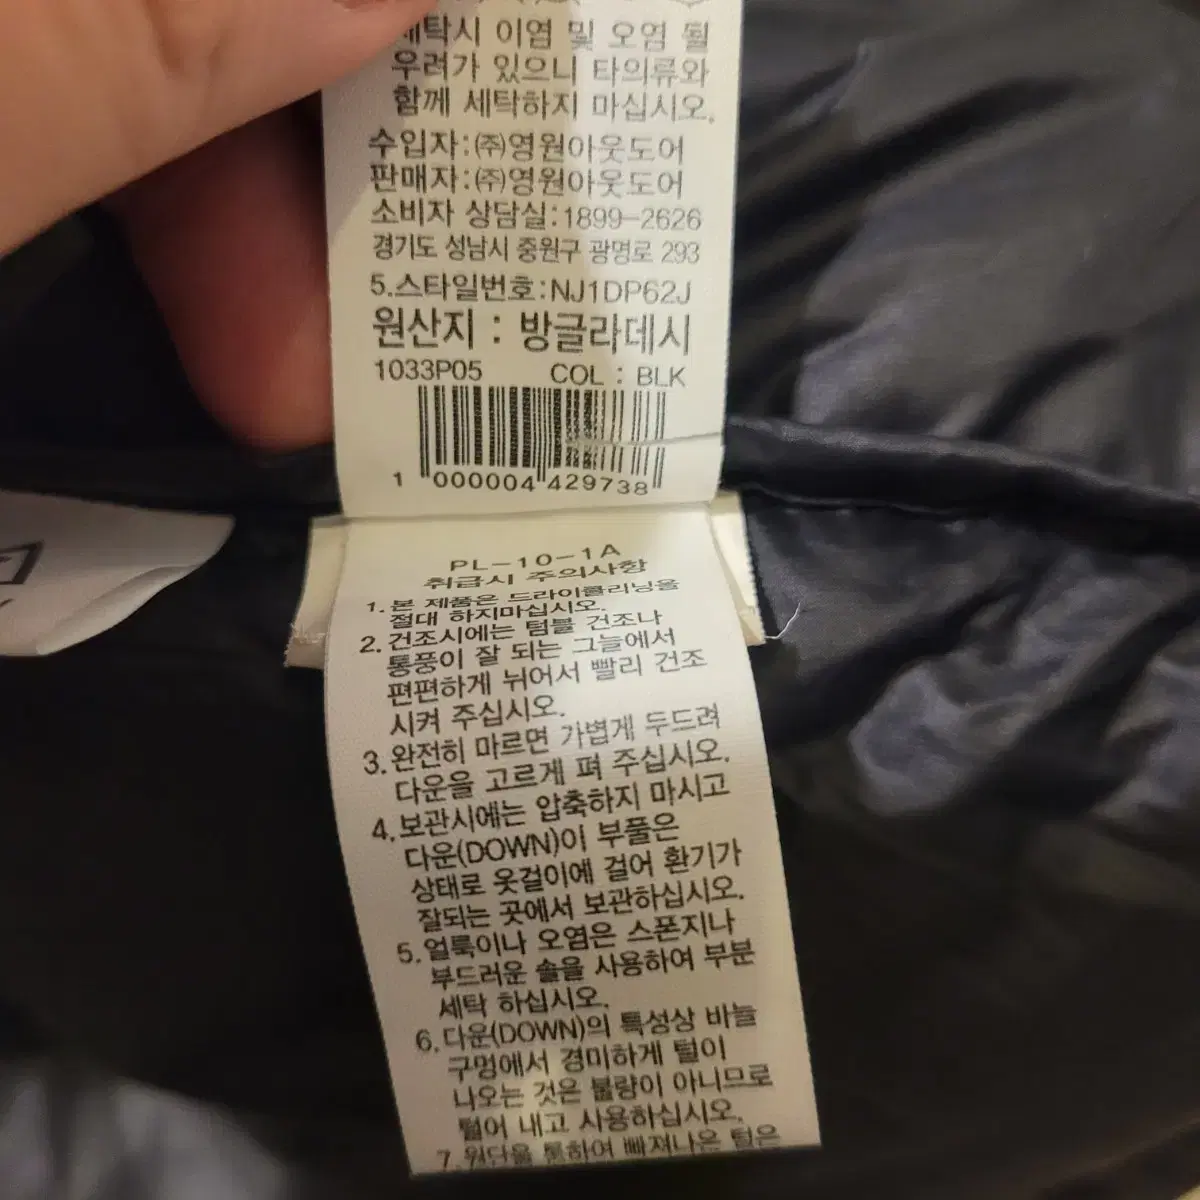 세탁시 이염 및 오염 될
우려가 있으니 타의류와
함께 세탁하지 마십시오.
수입자:(주)영원아웃도어
판매자:(주)영원아웃도어
소비자 상담실:1899-2626
경기도 성남시 중원구 광명로 293
5.스타일번호:NJ1DP62J
원산지 : 방글라데시
1033P05 COL : BLK
1 000004 429738
PL-10-1A
취급시 주의사항
1.본 제품은 드라이클리닝을
절대 하지마십시오.
2.건조시에는 텀블 건조나
통풍이 잘 되는 그늘에서
편편하게 뉘어서 빨리 건조
시켜 주십시오.
3.완전히 마르면 가볍게 두드려
다운을 고르게 펴 주십시오.
4.보관시에는 압축하지 마시고
다운(DOWN)이 부풀은
상태로 옷걸이에 걸어 환기가
잘되는 곳에서 보관하십시오.
5.얼룩이나 오염은 스폰지나
부드러운 솔을 사용하여 부분
세탁 하십시오.
6.다운(DOWN)의 특성상 바늘
구멍에서 경미하게 털이
나오는 것은 불량이 아니므로
털어 내고 사용하십시오.
7.원단을 통하여 빠져나온 털은